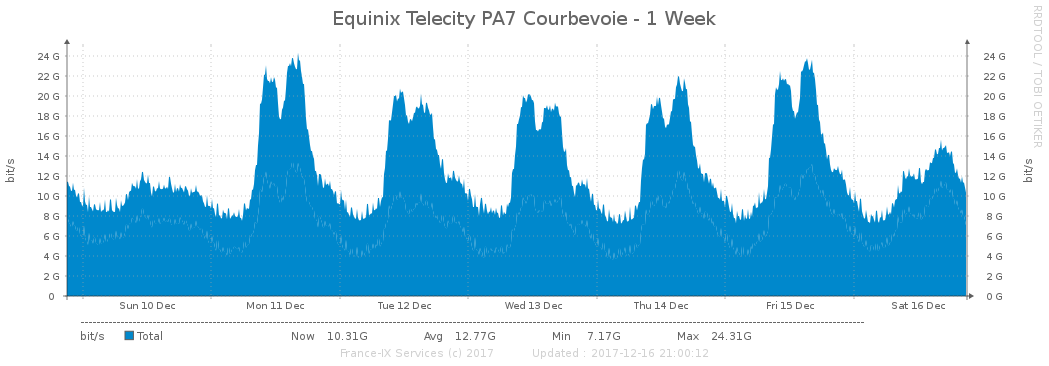 Equinix Telecity PA7 Courbevoie - 1 Week
RRDTOOL / TOBI OETIKER
bit/s
24 G
22 G
20 G
18 G
16 G
14 G
12 G
10 G
8 G
6 G
4 G
2 G
0
24 G
22 G
20 G
18 G
16 G
14 G
12 G
10 G
8 G
6 G
4 G
2 G
0 G
bit/s
Sun 10 Dec Mon 11 Dec Tue 12 Dec Wed 13 Dec Thu 14 Dec Fri 15 Dec Sat 16 Dec
bit/s Total Now 10.31G Avg 12.77G Min 7.17G Max 24.31G
France-IX Services (c) 2017 Updated : 2017-12-16 21:00:12